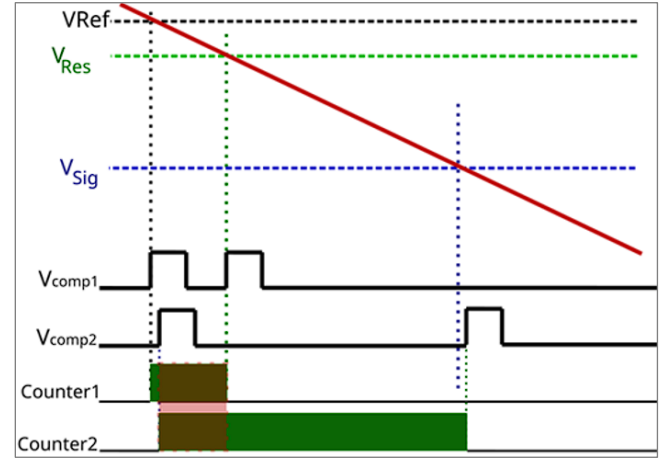 VRef
VRes
VSig
Vcomp1
Vcomp2
Counter1
Counter2